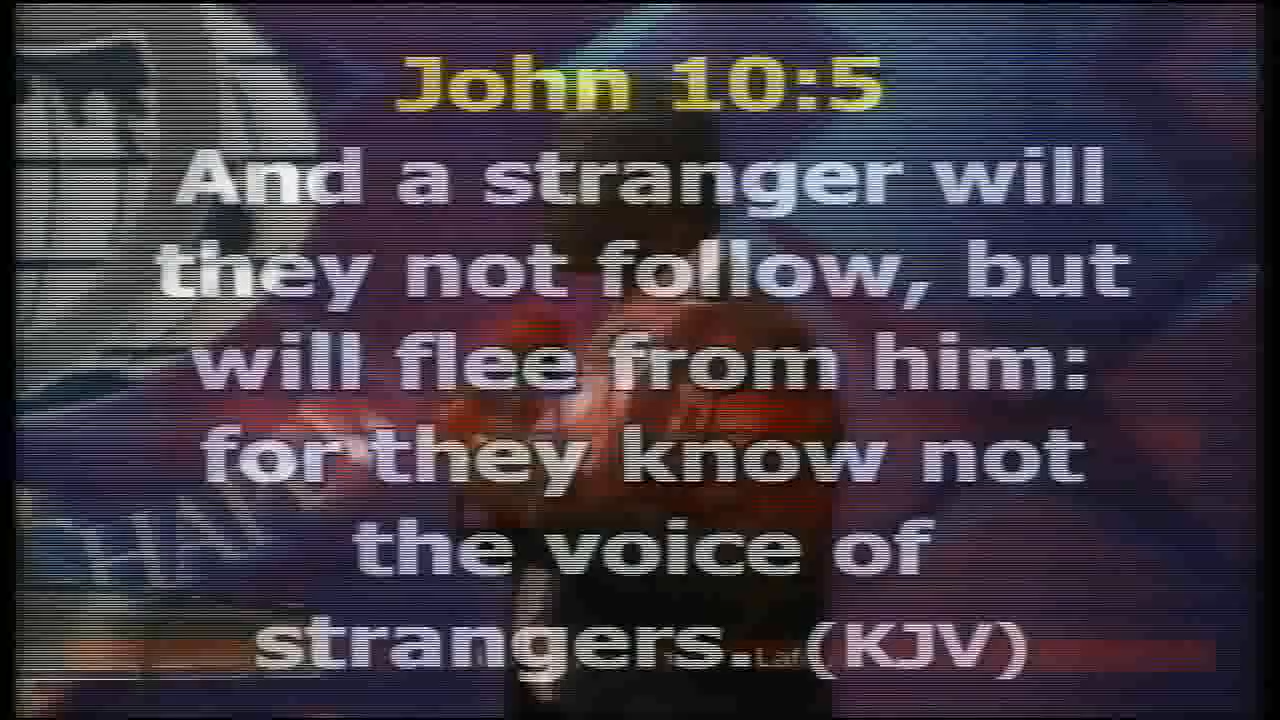 John 10:5
And a stranger will
they not follow, but
will flee from him:
for they know not
the voice of
strangers. (KJV)